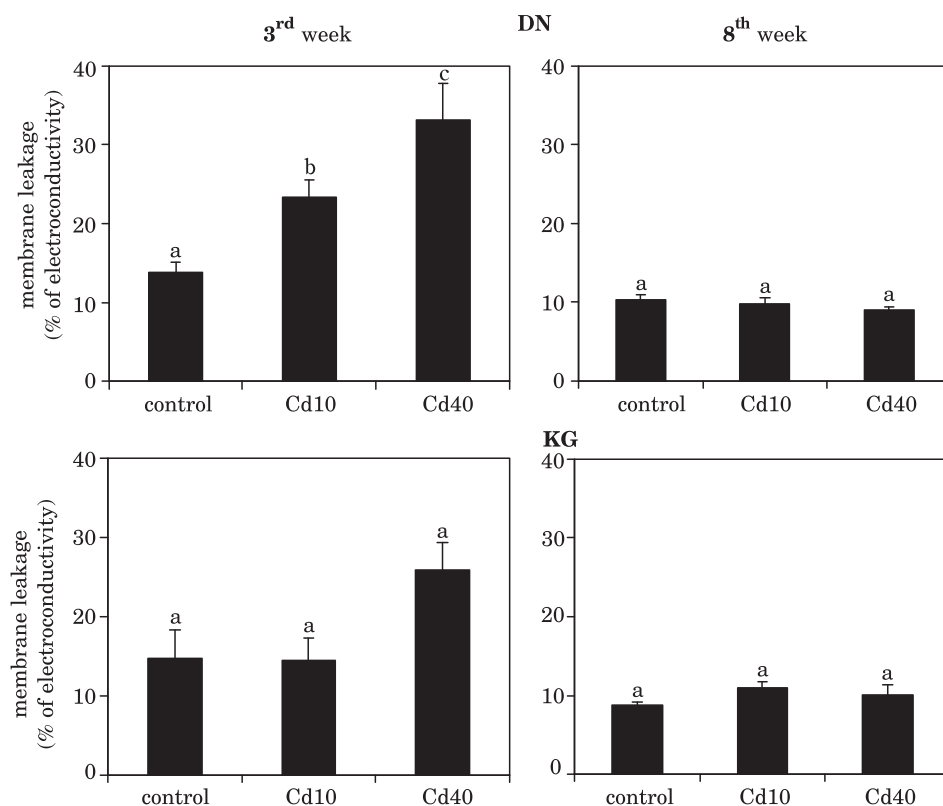 DN
3rd week
8th week
membrane leakage
(% of electroconductivity)
40
30
20
10
0
a
b
c
control Cd10 Cd40
40
30
20
10
0
a
a
a
control Cd10 Cd40
KG
membrane leakage
(% of electroconductivity)
40
30
20
10
0
a
a
a
control Cd10 Cd40
40
30
20
10
0
a
a
a
control Cd10 Cd40